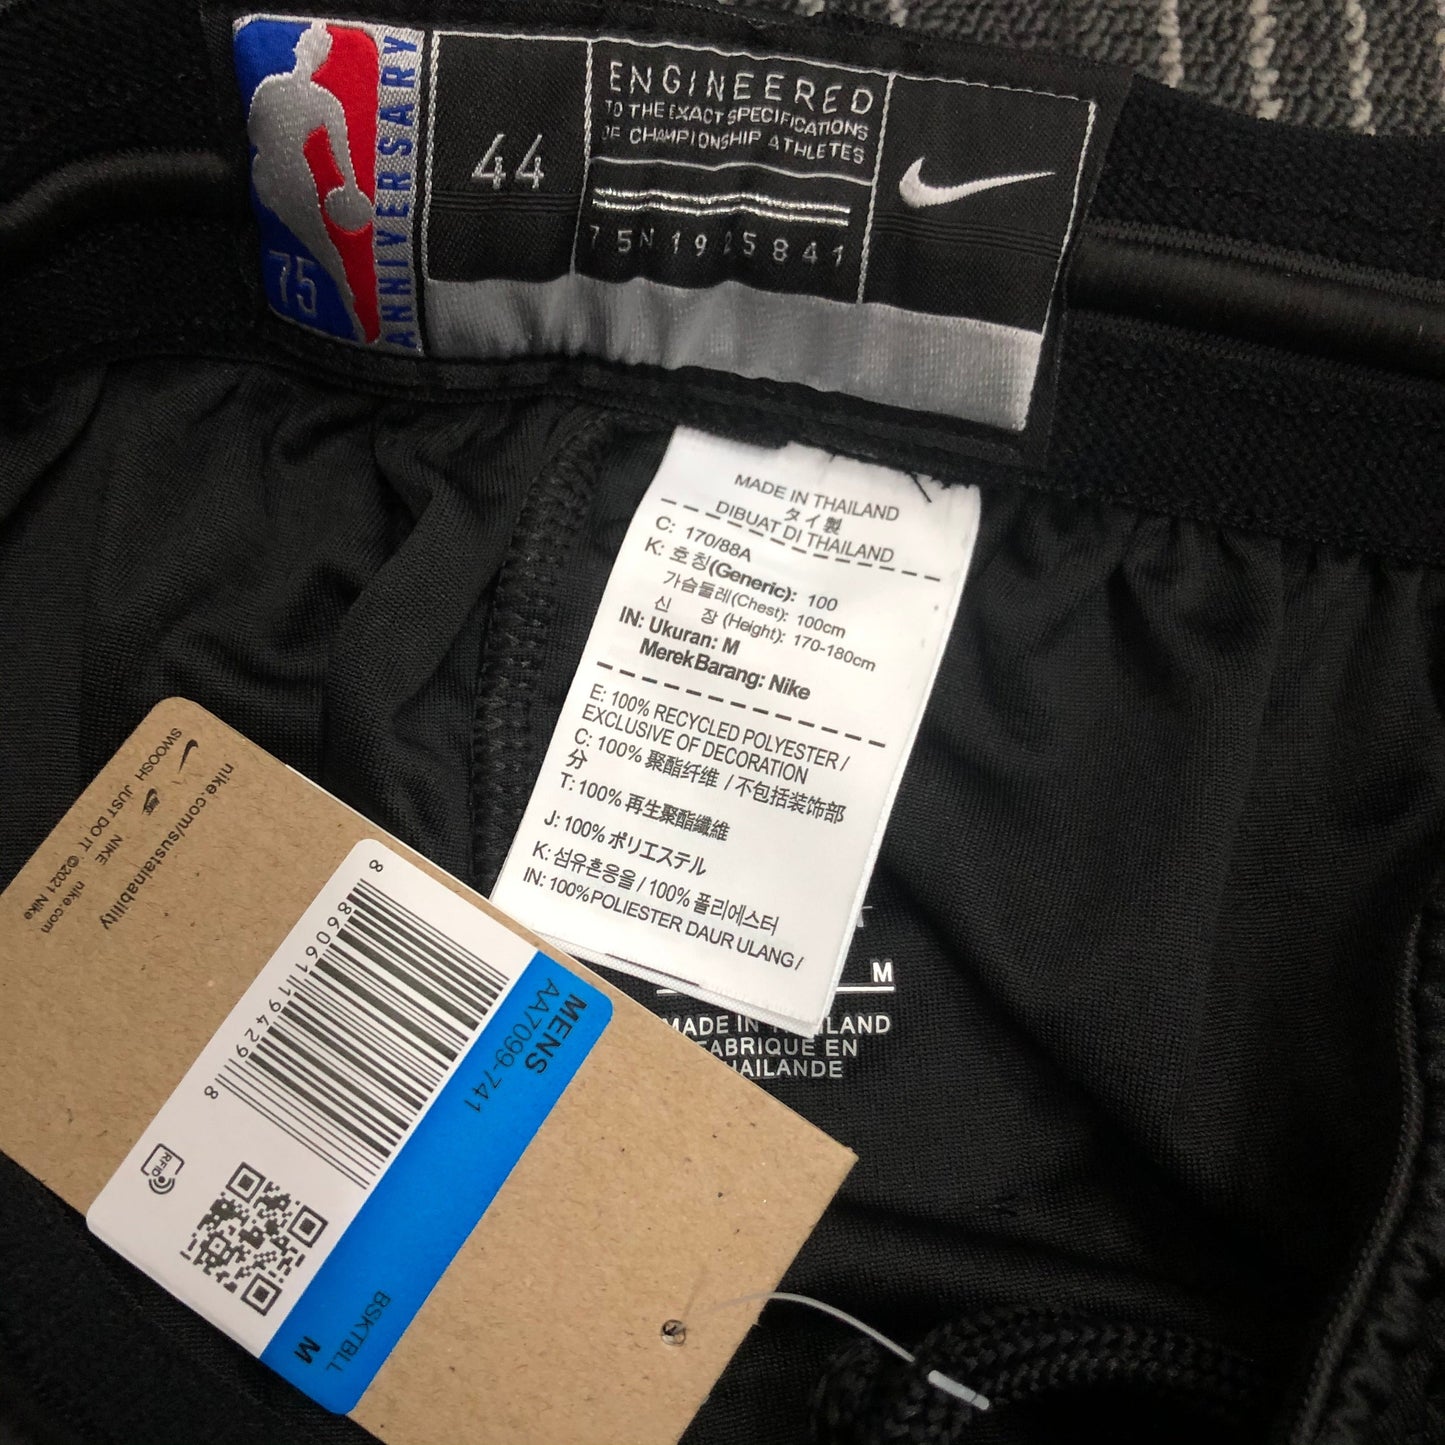 75
ANNIVERSARY
44
ENGINEERED
TO THE EXACT SPECIFICATIONS
OF CHAMPIONSHIP ATHLETES
MADE IN THAILAND
タイ製
DIBUAT DI THAILAND
C: 170/88A
K: 호칭(Generic): 100
가슴둘레(Chest): 100cm
신 장 (Height): 170-180cm
IN: Ukuran: M
Merek Barang: Nike
E: 100% RECYCLED POLYESTER /
EXCLUSIVE OF DECORATION
C: 100% 聚酯纤维 / 不包括装饰部
分
T: 100% 再生聚酯纖維
J: 100% ポリエステル
K: 섬유혼용율 / 100% 폴리에스터
IN: 100%POLIESTER DAUR ULANG /
M
MADE IN THAILAND
FABRIQUE EN
THAILANDE
nike.com/sustainability
SWOOSH JUST DO IT NIKE nike.com
©2021 Nike
8 86061 19429 8
RFID
MENS
AA7099-741
BSKTBLL
M